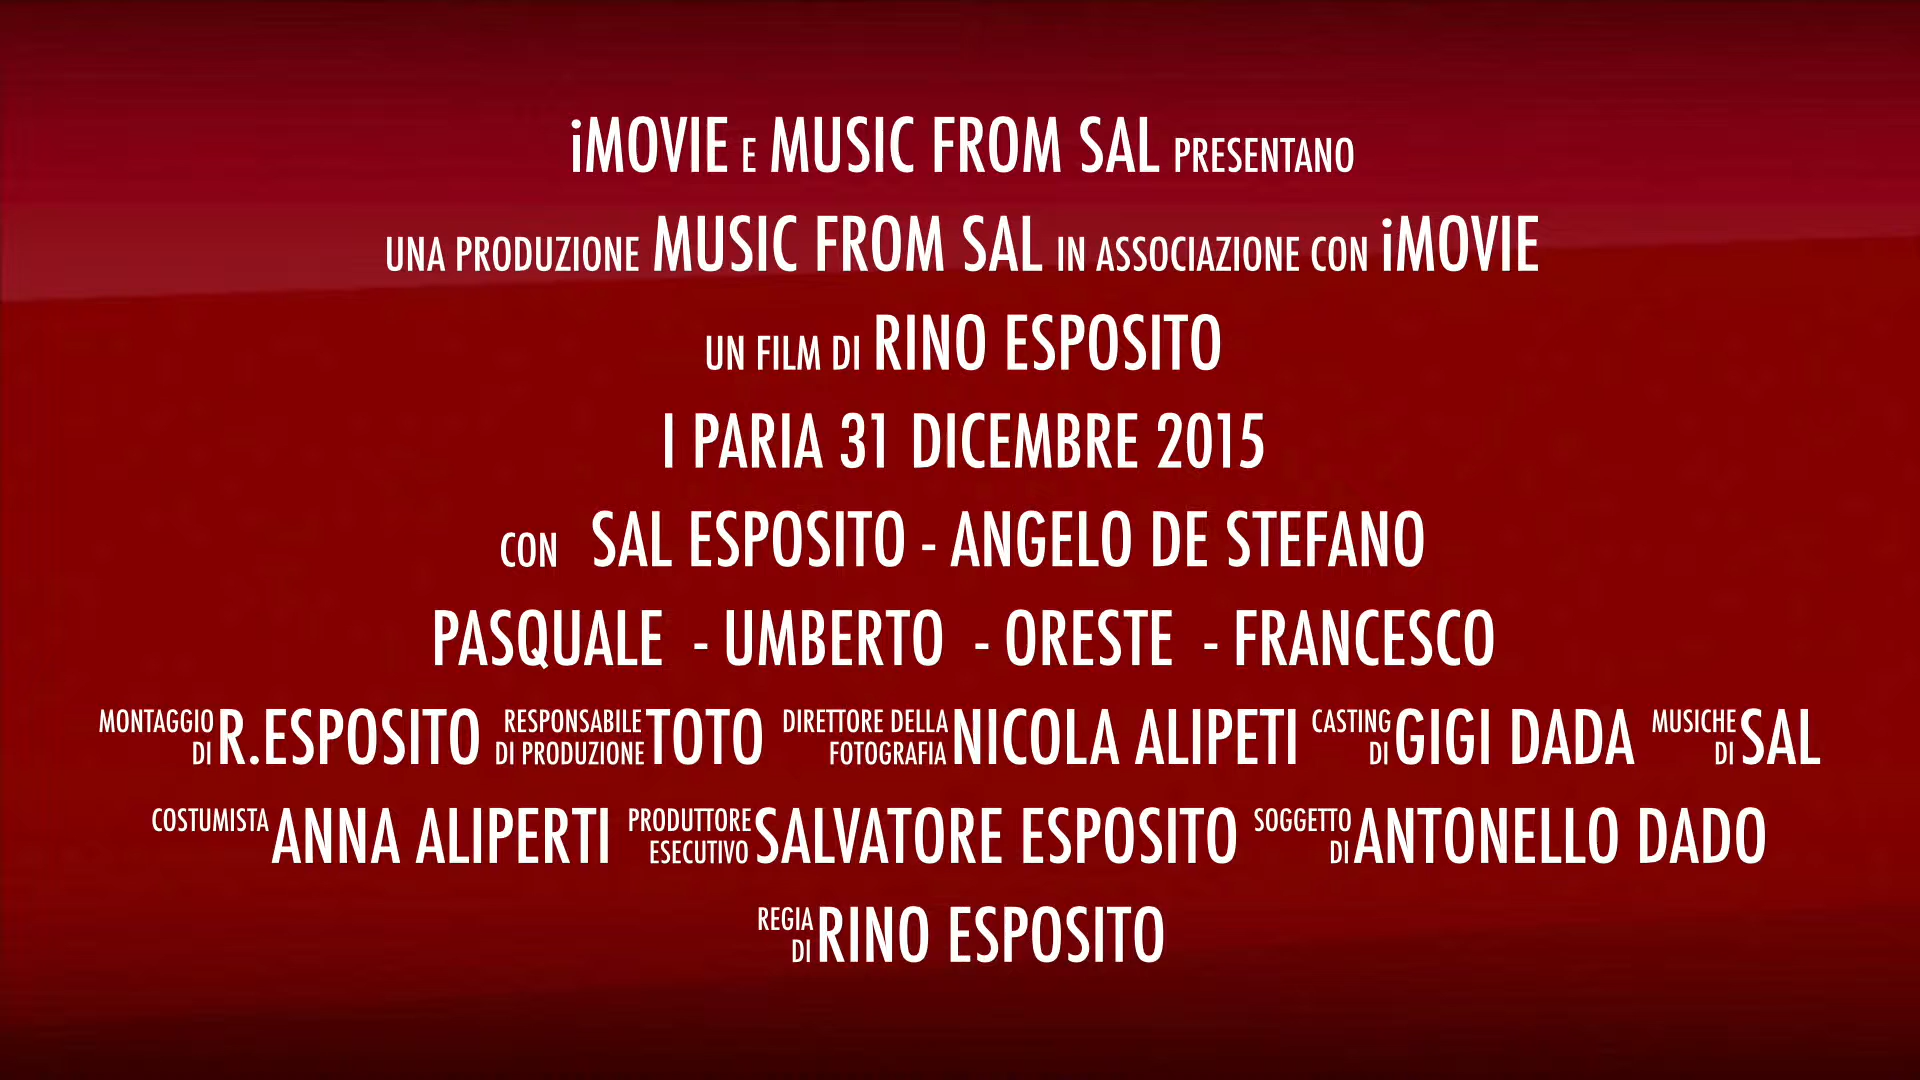 iMOVIE E MUSIC FROM SAL PRESENTANO
UNA PRODUZIONE MUSIC FROM SAL IN ASSOCIAZIONE CON iMOVIE
UN FILM DI RINO ESPOSITO
I PARIA 31 DICEMBRE 2015
CON SAL ESPOSITO - ANGELO DE STEFANO
PASQUALE - UMBERTO - ORESTE - FRANCESCO
MONTAGGIO DI R.ESPOSITO RESPONSABILE DI PRODUZIONE TOTO DIRETTORE DELLA FOTOGRAFIA NICOLA ALIPETI CASTING DI GIGI DADA MUSICHE DI SAL
COSTUMISTA ANNA ALIPERTI PRODUTTORE ESECUTIVO SALVATORE ESPOSITO SOGGETTO DI ANTONELLO DADO
REGIA DI RINO ESPOSITO